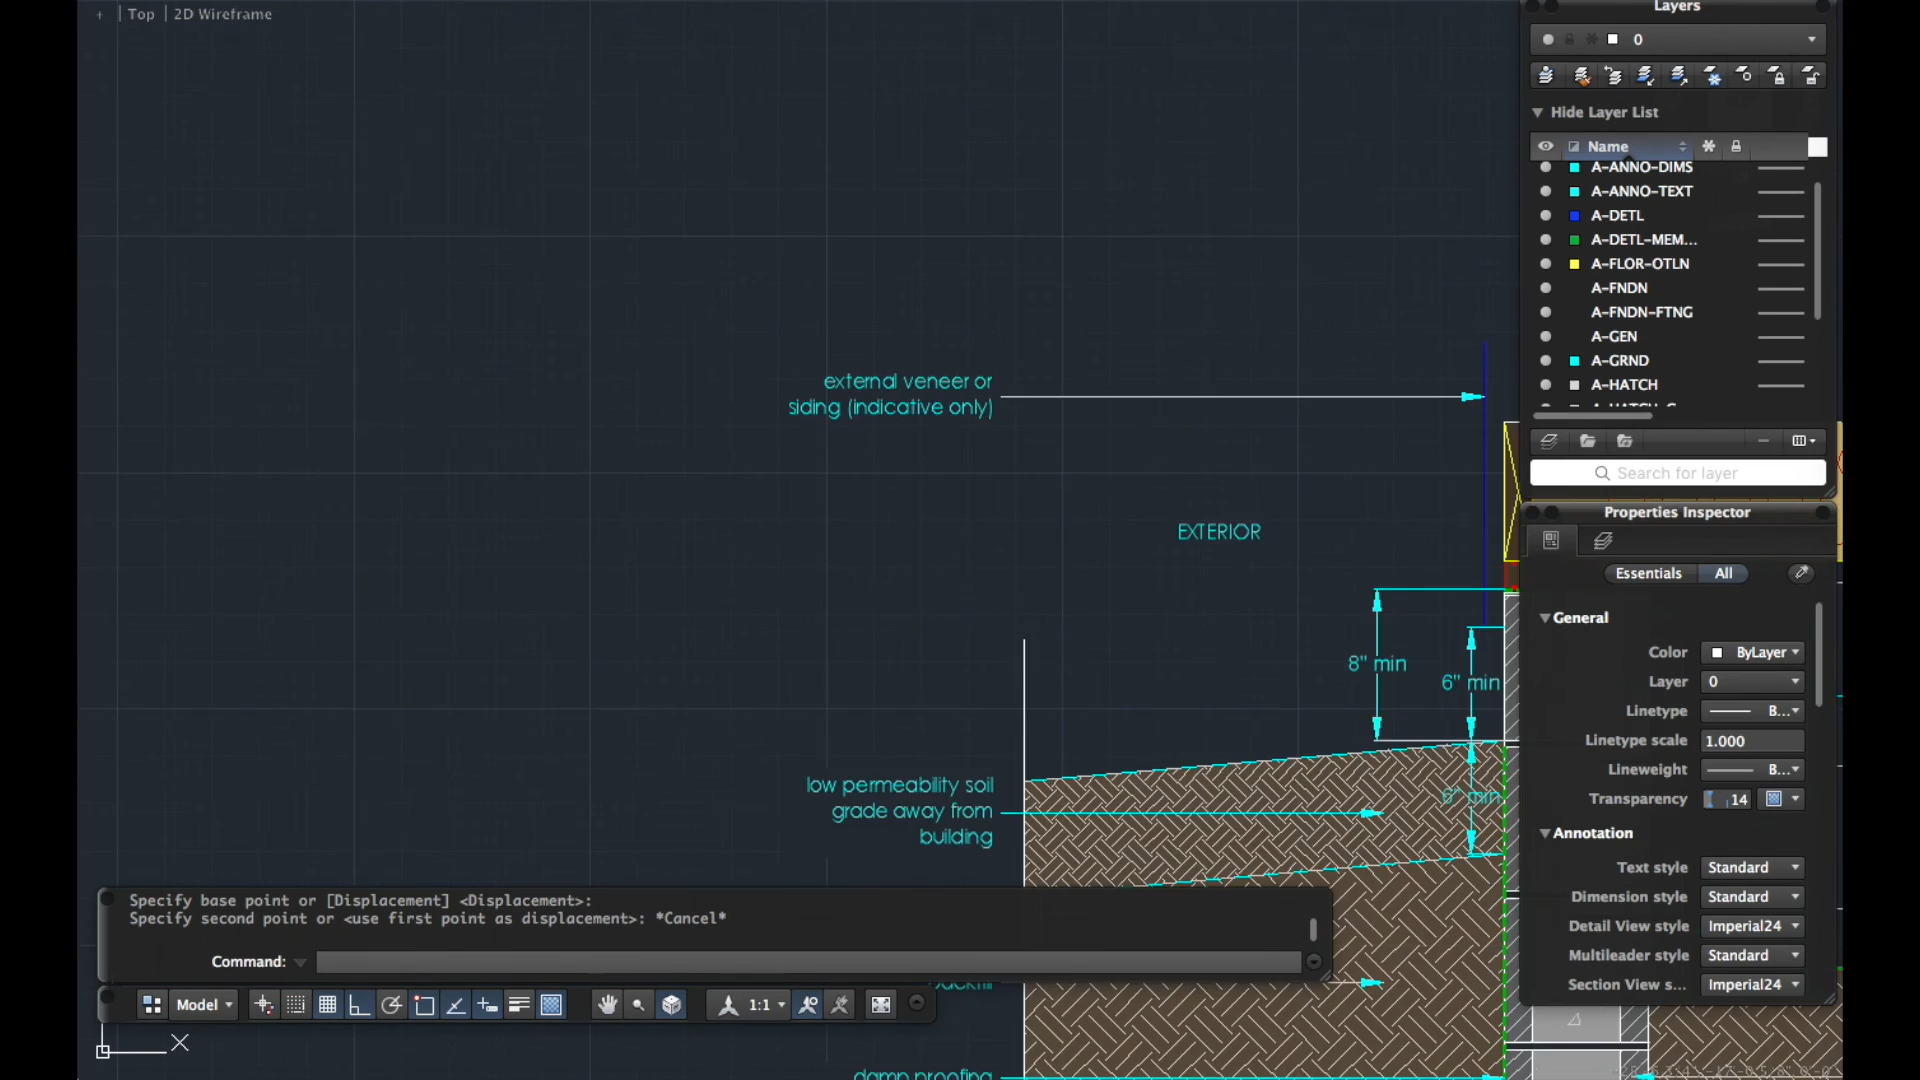 + | Top | 2D Wireframe
external veneer or
siding (indicative only)
EXTERIOR
8" min
6" min
6" min
low permeability soil
grade away from
building
backfill
damp proofing
Specify base point or [Displacement] <Displacement>:
Specify second point or <use first point as displacement>: *Cancel*
Command:
Model
1:1
X
Layers
0
Hide Layer List
Name
A-ANNO-DIMS
A-ANNO-TEXT
A-DETL
A-DETL-MEM...
A-FLOR-OTLN
A-FNDN
A-FNDN-FTNG
A-GEN
A-GRND
A-HATCH
Search for layer
Properties Inspector
Essentials
All
General
Color ByLayer
Layer 0
Linetype B...
Linetype scale 1.000
Lineweight B...
Transparency 14
Annotation
Text style Standard
Dimension style Standard
Detail View style Imperial24
Multileader style Standard
Section View s... Imperial24